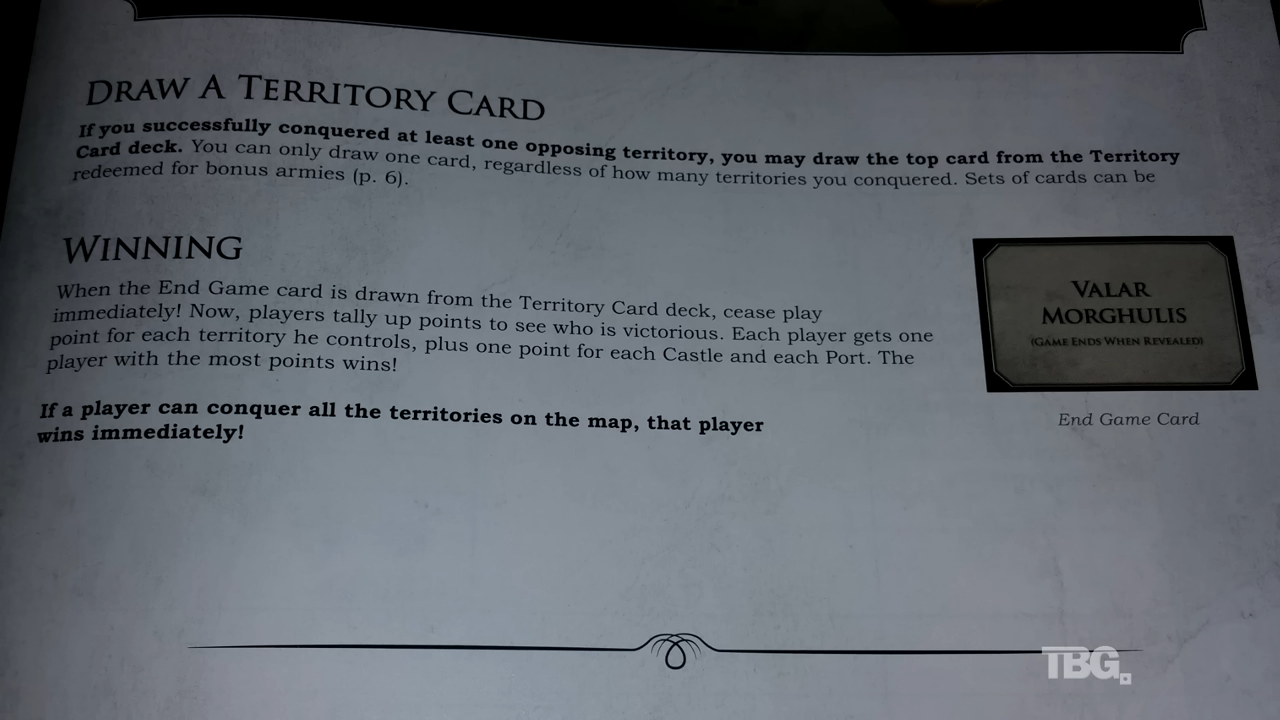 DRAW A TERRITORY CARD
If you successfully conquered at least one opposing territory, you may draw the top card from the Territory
Card deck. You can only draw one card, regardless of how many territories you conquered. Sets of cards can be
redeemed for bonus armies (p. 6).
WINNING
When the End Game card is drawn from the Territory Card deck, cease play
immediately! Now, players tally up points to see who is victorious. Each player gets one
point for each territory he controls, plus one point for each Castle and each Port. The
player with the most points wins!
If a player can conquer all the territories on the map, that player
wins immediately!
VALAR
MORGHULIS
(GAME ENDS WHEN REVEALED)
End Game Card
TBG.